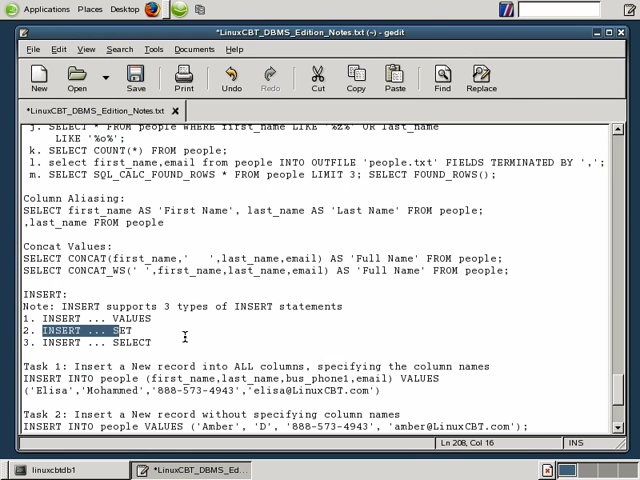 Applications Places Desktop
*LinuxCBT_DBMS_Edition_Notes.txt (~) - gedit
File Edit View Search Tools Documents Help
New Open Save Print Undo Redo Cut Copy Paste Find Replace
*LinuxCBT_DBMS_Edition_Notes.txt
j. SELECT * FROM people WHERE first_name LIKE '%z%' OR last_name
LIKE '%o%';
k. SELECT COUNT(*) FROM people;
l. select first_name,email from people INTO OUTFILE 'people.txt' FIELDS TERMINATED BY ',';
m. SELECT SQL_CALC_FOUND_ROWS * FROM people LIMIT 3; SELECT FOUND_ROWS();
Column Aliasing:
SELECT first_name AS 'First Name', last_name AS 'Last Name' FROM people;
,last_name FROM people
Concat Values:
SELECT CONCAT(first_name,'   ',last_name,email) AS 'Full Name' FROM people;
SELECT CONCAT_WS(' ',first_name,last_name,email) AS 'Full Name' FROM people;
INSERT:
Note: INSERT supports 3 types of INSERT statements
1. INSERT ... VALUES
2. INSERT ... SET
3. INSERT ... SELECT
Task 1: Insert a New record into ALL columns, specifying the column names
INSERT INTO people (first_name,last_name,bus_phone1,email) VALUES
('Elisa','Mohammed','888-573-4943','elisa@LinuxCBT.com')
Task 2: Insert a New record without specifying column names
INSERT INTO people VALUES ('Amber', 'D', '888-573-4943', 'amber@LinuxCBT.com');
Ln 208, Col 16 INS
linuxcbtdb1 *LinuxCBT_DBMS_Ed...